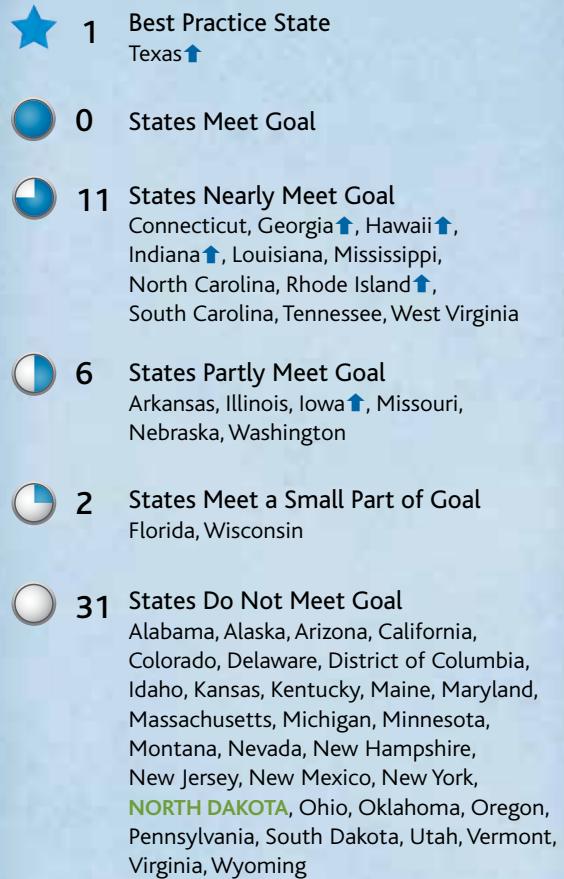 1 Best Practice State
Texas⬆
0 States Meet Goal
11 States Nearly Meet Goal
Connecticut, Georgia⬆, Hawaii⬆,
Indiana⬆, Louisiana, Mississippi,
North Carolina, Rhode Island⬆,
South Carolina, Tennessee, West Virginia
6 States Partly Meet Goal
Arkansas, Illinois, Iowa⬆, Missouri,
Nebraska, Washington
2 States Meet a Small Part of Goal
Florida, Wisconsin
31 States Do Not Meet Goal
Alabama, Alaska, Arizona, California,
Colorado, Delaware, District of Columbia,
Idaho, Kansas, Kentucky, Maine, Maryland,
Massachusetts, Michigan, Minnesota,
Montana, Nevada, New Hampshire,
New Jersey, New Mexico, New York,
NORTH DAKOTA, Ohio, Oklahoma, Oregon,
Pennsylvania, South Dakota, Utah, Vermont,
Virginia, Wyoming